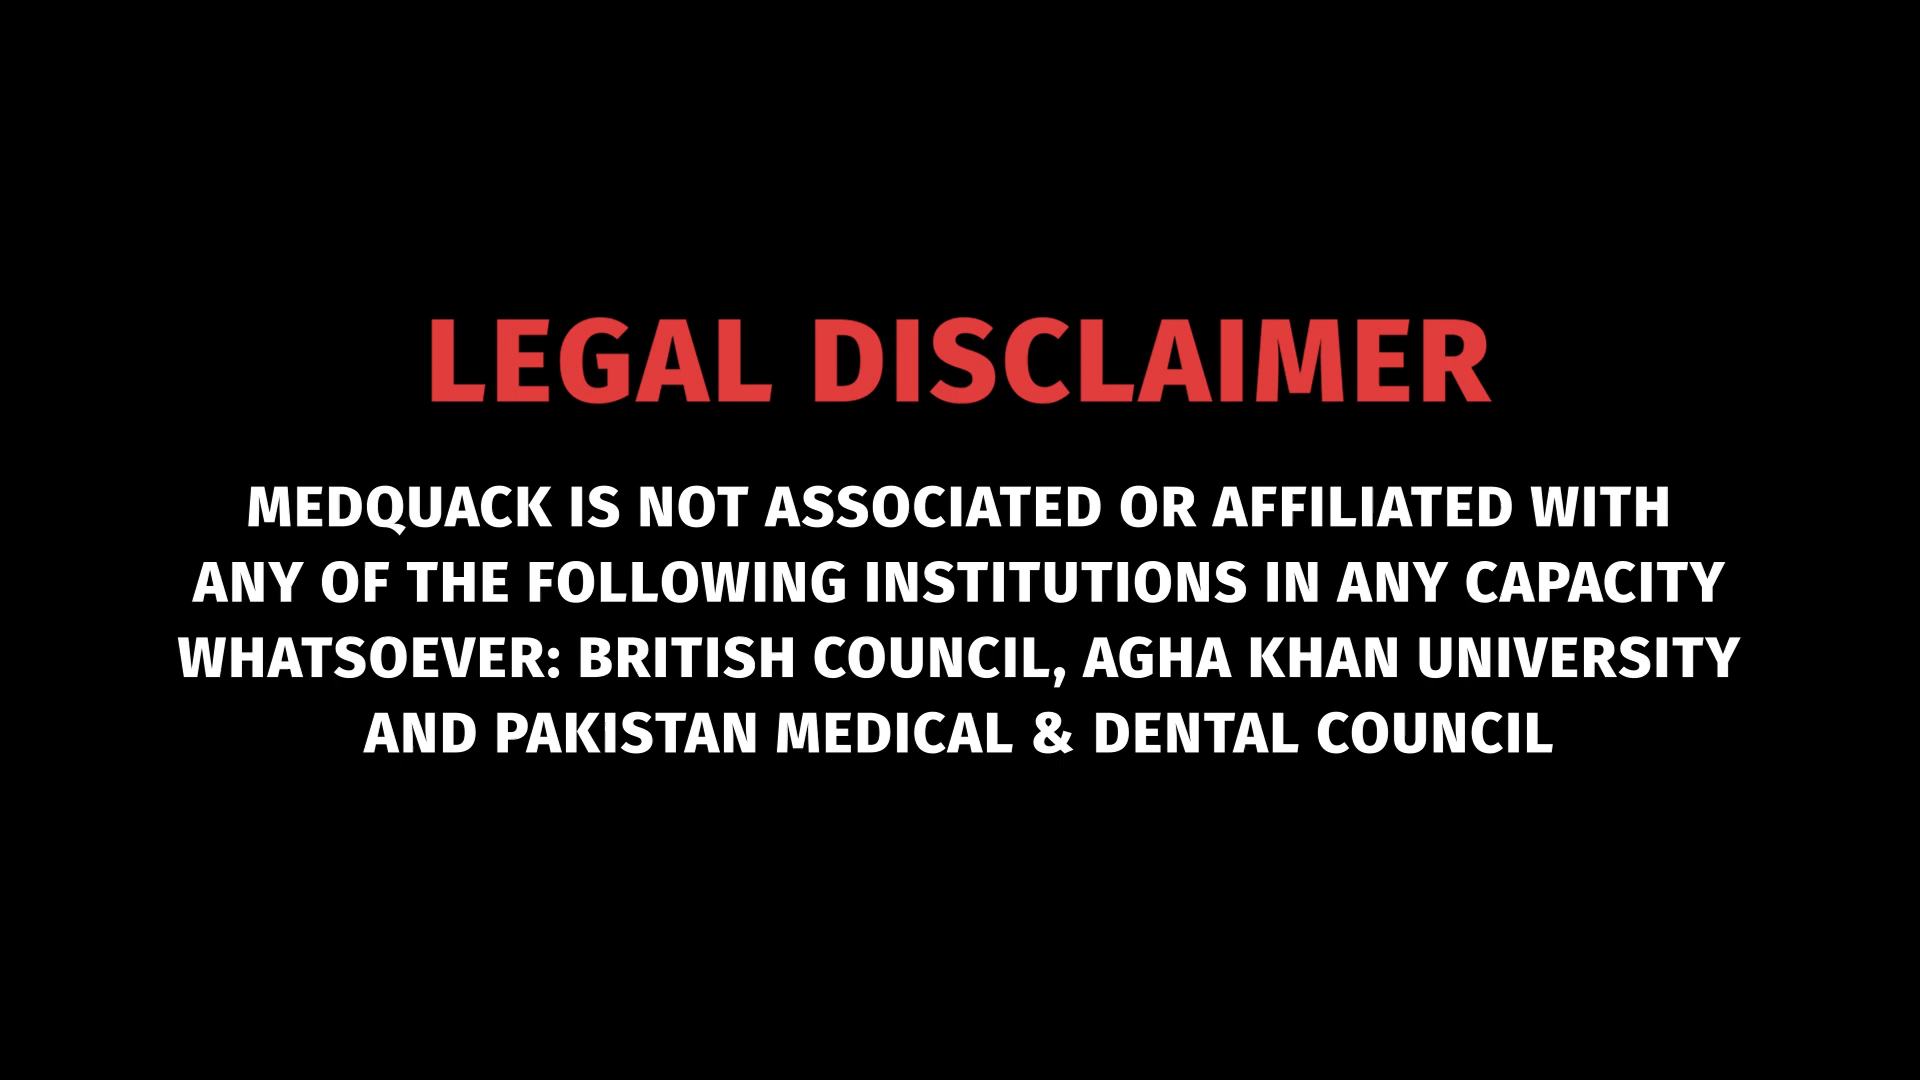 LEGAL DISCLAIMER
MEDQUACK IS NOT ASSOCIATED OR AFFILIATED WITH
ANY OF THE FOLLOWING INSTITUTIONS IN ANY CAPACITY
WHATSOEVER: BRITISH COUNCIL, AGHA KHAN UNIVERSITY
AND PAKISTAN MEDICAL & DENTAL COUNCIL